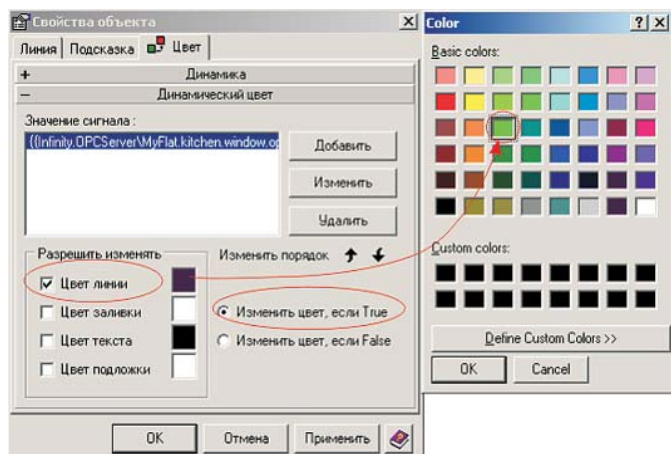 Свойства объекта
Линия
Подсказка
Цвет
+
Динамика
−
Динамический цвет
Значение сигнала :
{{Infinity.OPCServer\MyFlat.kitchen.window.op
Добавить
Изменить
Удалить
Разрешить изменять
Изменить порядок
Цвет линии
Цвет заливки
Цвет текста
Цвет подложки
Изменить цвет, если True
Изменить цвет, если False
OK
Отмена
Применить
Color
Basic colors:
Custom colors:
Define Custom Colors >>
OK
Cancel